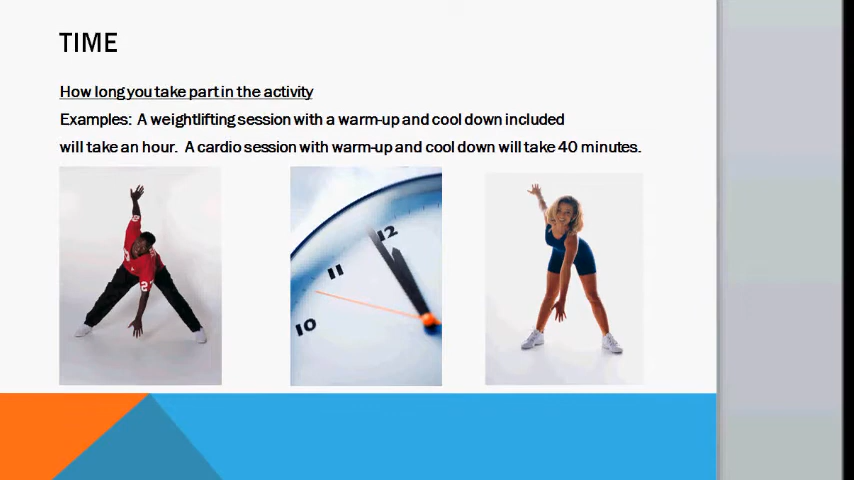 TIME
How long you take part in the activity
Examples:  A weightlifting session with a warm-up and cool down included
will take an hour.  A cardio session with warm-up and cool down will take 40 minutes.
12
11
10